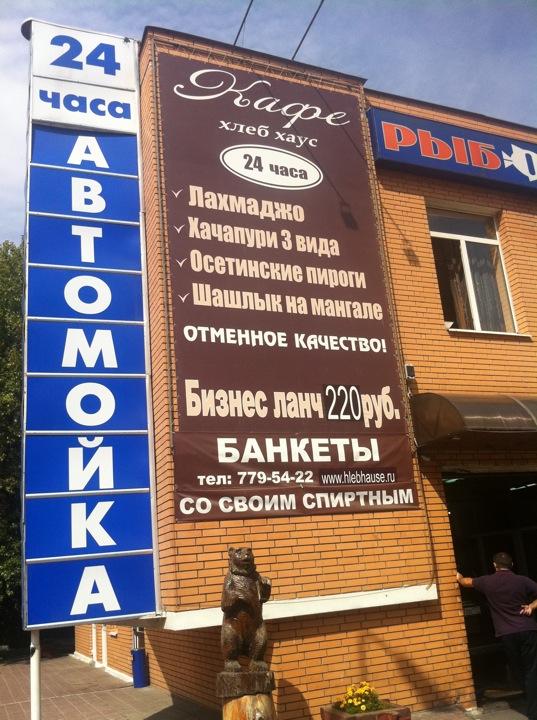 24
часа
АВТОМОЙКА
Кафе
хлеб хаус
24 часа
Лахмаджо
Хачапури 3 вида
Осетинские пироги
Шашлык на мангале
ОТМЕННОЕ КАЧЕСТВО!
Бизнес ланч 220руб.
БАНКЕТЫ
тел: 779-54-22 www.hlebhause.ru
СО СВОИМ СПИРТНЫМ
РЫБ